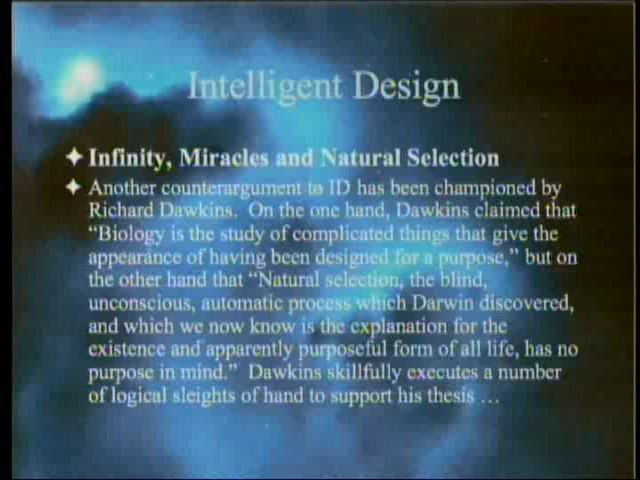 Intelligent Design
Infinity, Miracles and Natural Selection
Another counterargument to ID has been championed by
Richard Dawkins. On the one hand, Dawkins claimed that
“Biology is the study of complicated things that give the
appearance of having been designed for a purpose,” but on
the other hand that “Natural selection, the blind,
unconscious, automatic process which Darwin discovered,
and which we now know is the explanation for the
existence and apparently purposeful form of all life, has no
purpose in mind.” Dawkins skillfully executes a number
of logical sleights of hand to support his thesis …